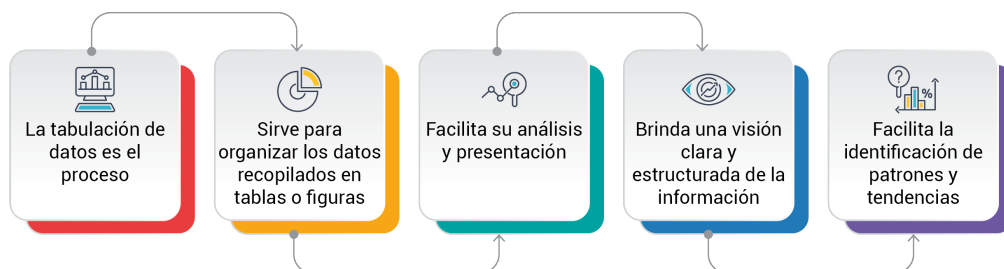 La tabulación de
datos es el
proceso
Sirve para
organizar los datos
recopilados en
tablas o figuras
Facilita su análisis
y presentación
Brinda una visión
clara y
estructurada de la
información
?
%
Facilita la
identificación de
patrones y
tendencias